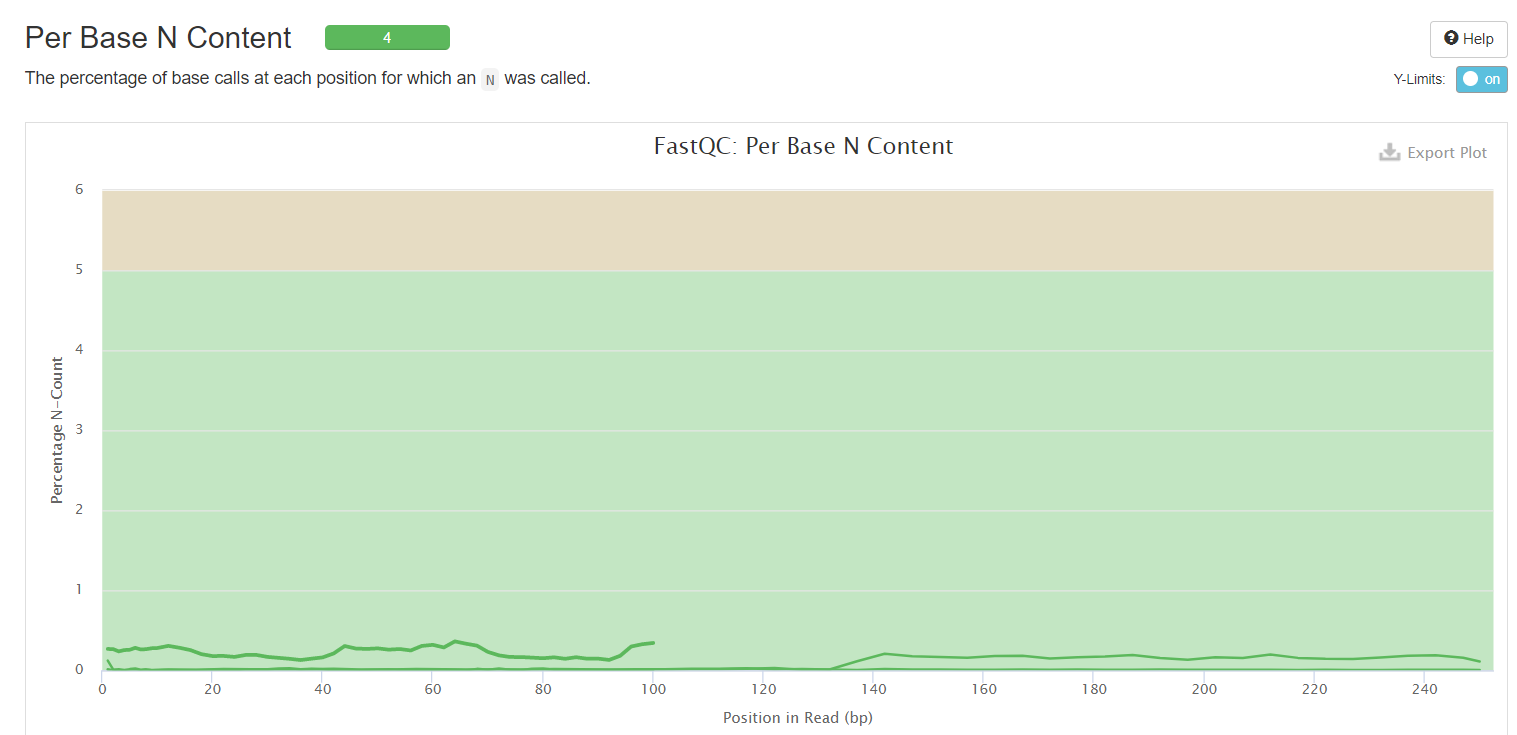 Per Base N Content 4
Help
The percentage of base calls at each position for which an N was called.
Y-Limits: on
FastQC: Per Base N Content
Export Plot
Percentage N-Count
6
5
4
3
2
1
0
0 20 40 60 80 100 120 140 160 180 200 220 240
Position in Read (bp)